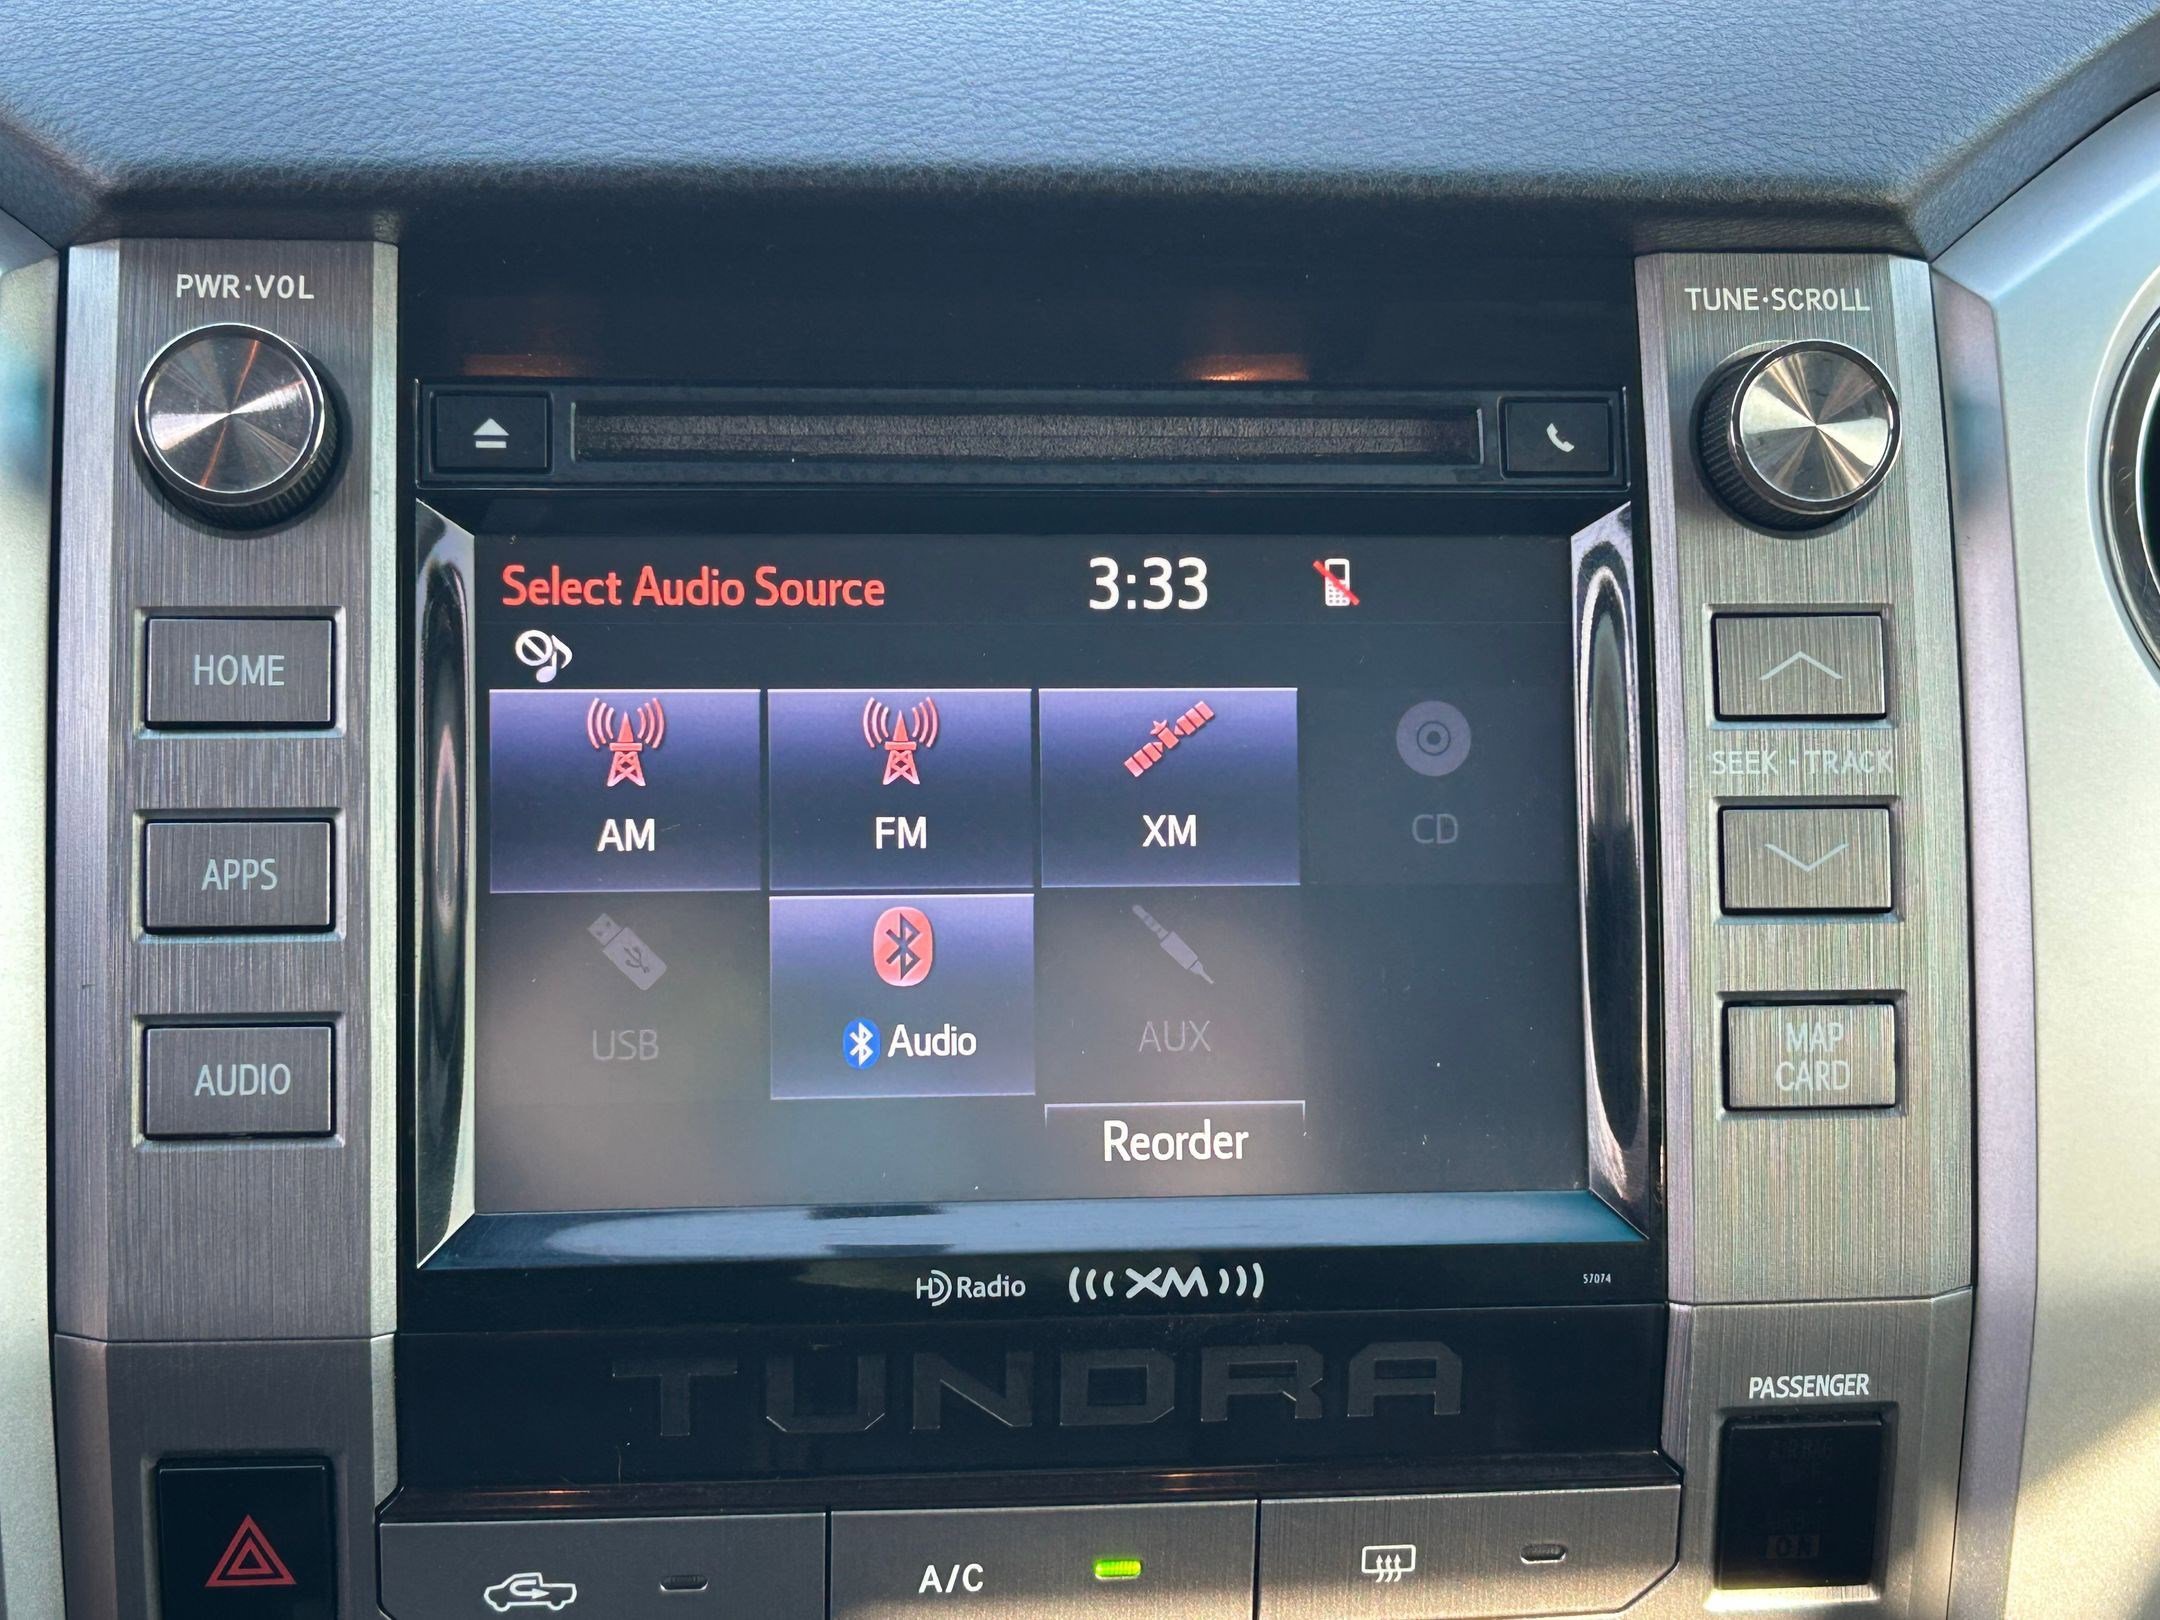 PWR·VOL
TUNE·SCROLL
Select Audio Source
3:33
HOME
APPS
AUDIO
AM
FM
XM
CD
USB
Audio
AUX
Reorder
SEEK·TRACK
MAP
CARD
HD Radio
(((XM)))
57074
TUNDRA
PASSENGER
ON
A/C